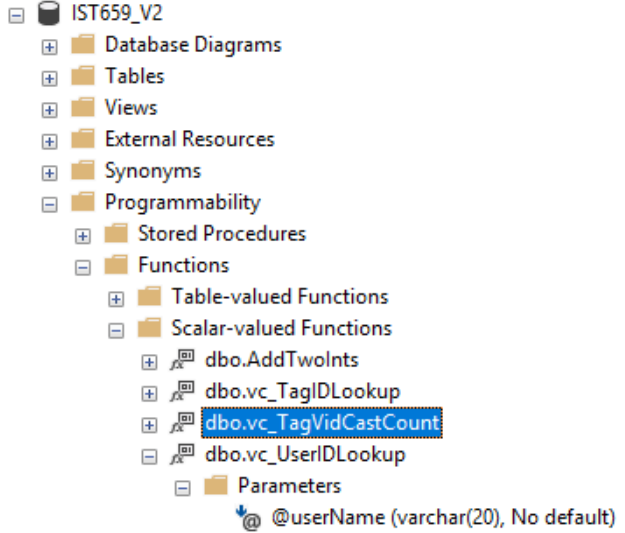 IST659_V2
Database Diagrams
Tables
Views
External Resources
Synonyms
Programmability
Stored Procedures
Functions
Table-valued Functions
Scalar-valued Functions
dbo.AddTwoInts
dbo.vc_TagIDLookup
dbo.vc_TagVidCastCount
dbo.vc_UserIDLookup
Parameters
@userName (varchar(20), No default)